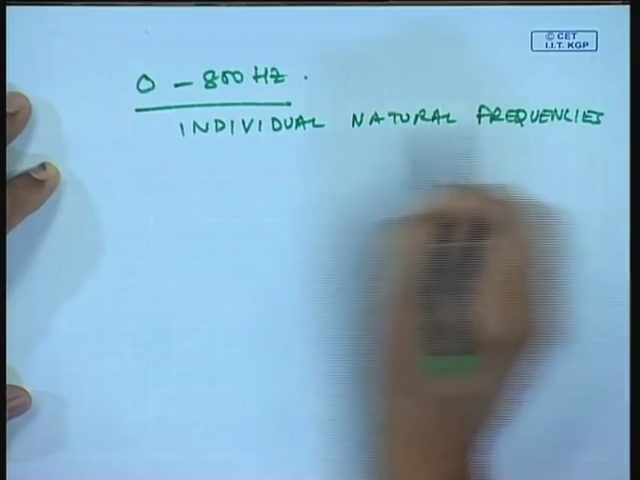 © CET
I.I.T. KGP
0 – 800 HZ .
INDIVIDUAL NATURAL FREQUENCIES